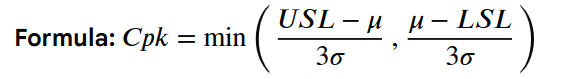 Formula: Cpk = min ( USL − μ / 3σ , μ − LSL / 3σ )